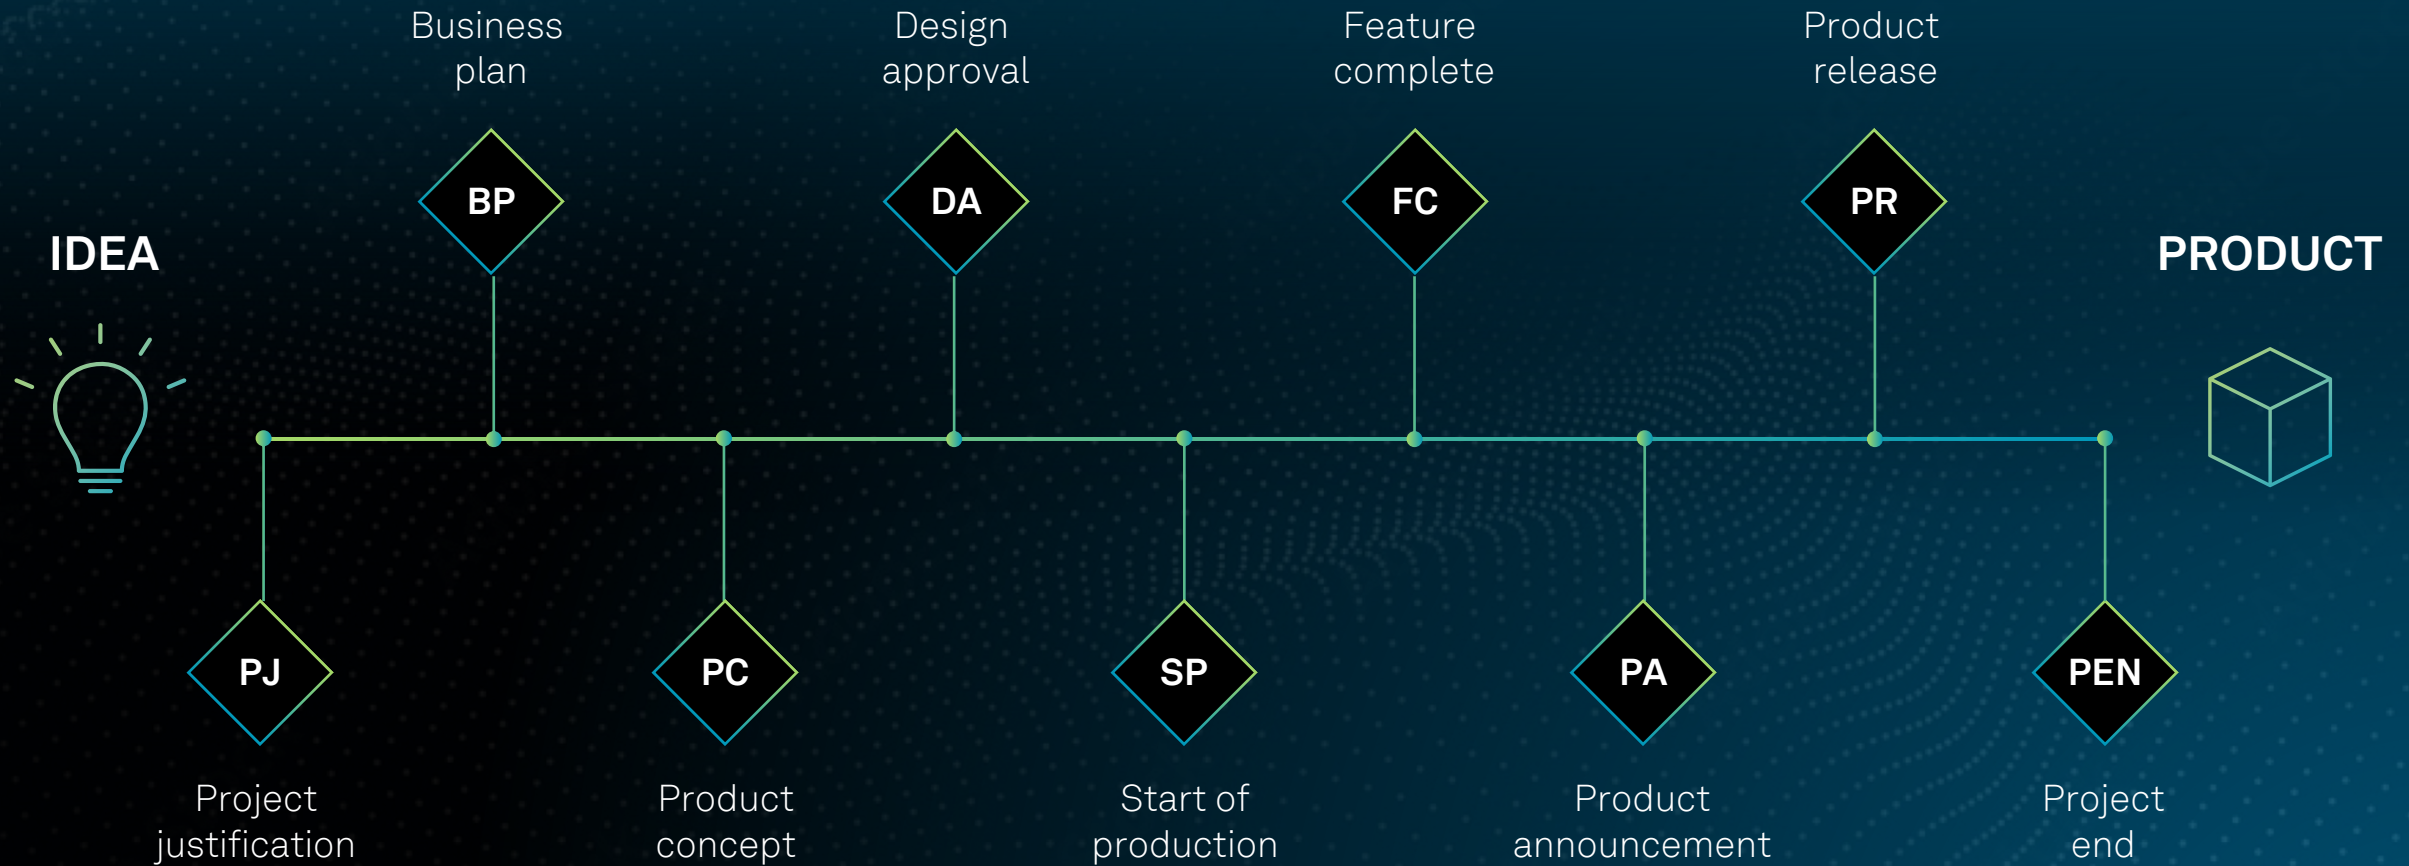 Business
plan
Design
approval
Feature
complete
Product
release
BP
DA
FC
PR
IDEA
PRODUCT
PJ
PC
SP
PA
PEN
Project
justification
Product
concept
Start of
production
Product
announcement
Project
end